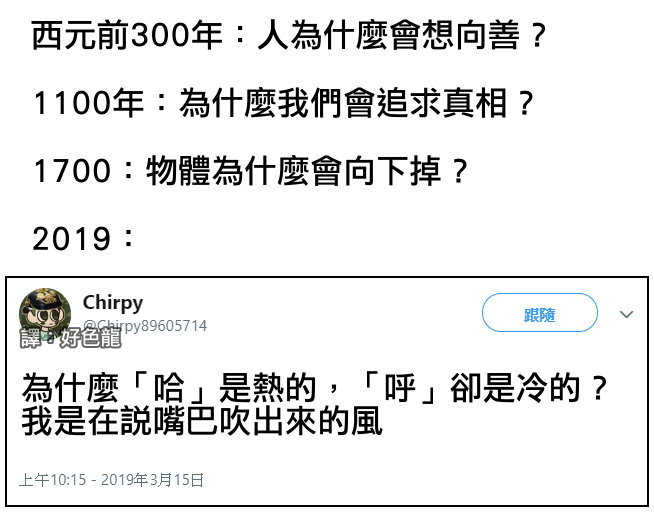 西元前300年：人為什麼會想向善？
1100年：為什麼我們會追求真相？
1700：物體為什麼會向下掉？
2019：
Chirpy
@Chirpy89605714
跟隨
譯：好色龍
為什麼「哈」是熱的，「呼」卻是冷的？
我是在說嘴巴吹出來的風
上午10:15 - 2019年3月15日